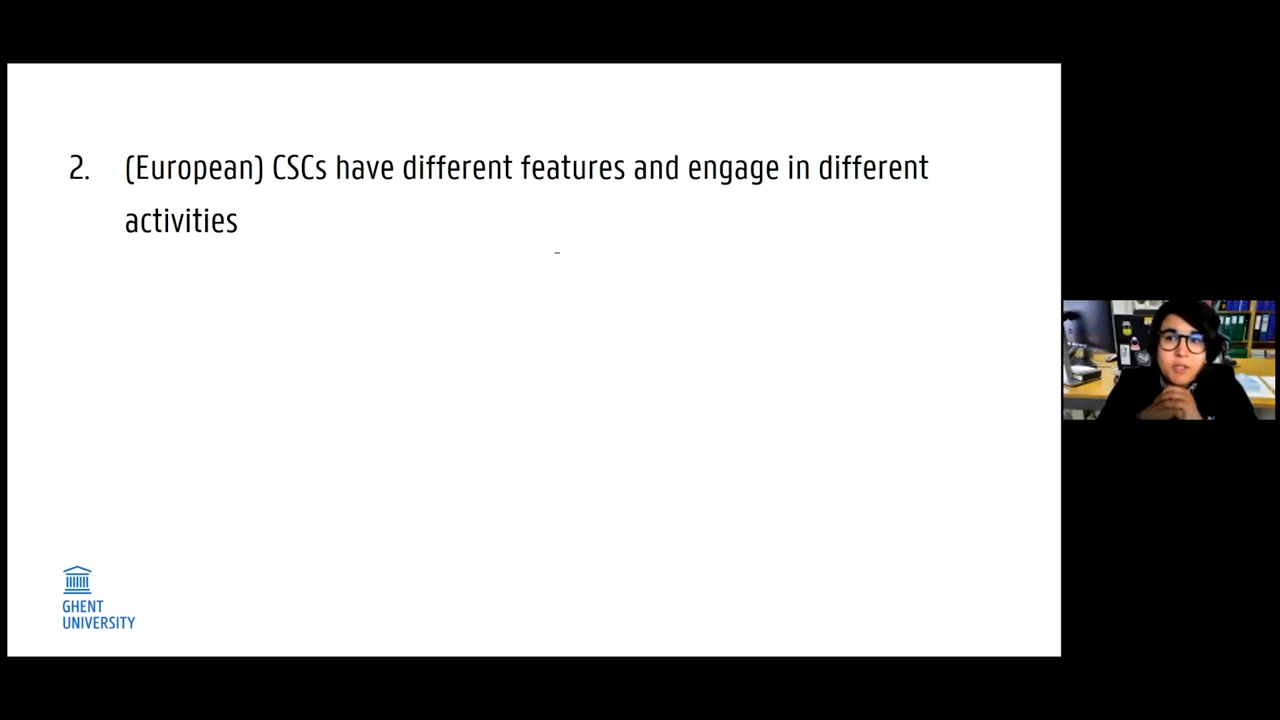 2. (European) CSCs have different features and engage in different
activities
GHENT
UNIVERSITY